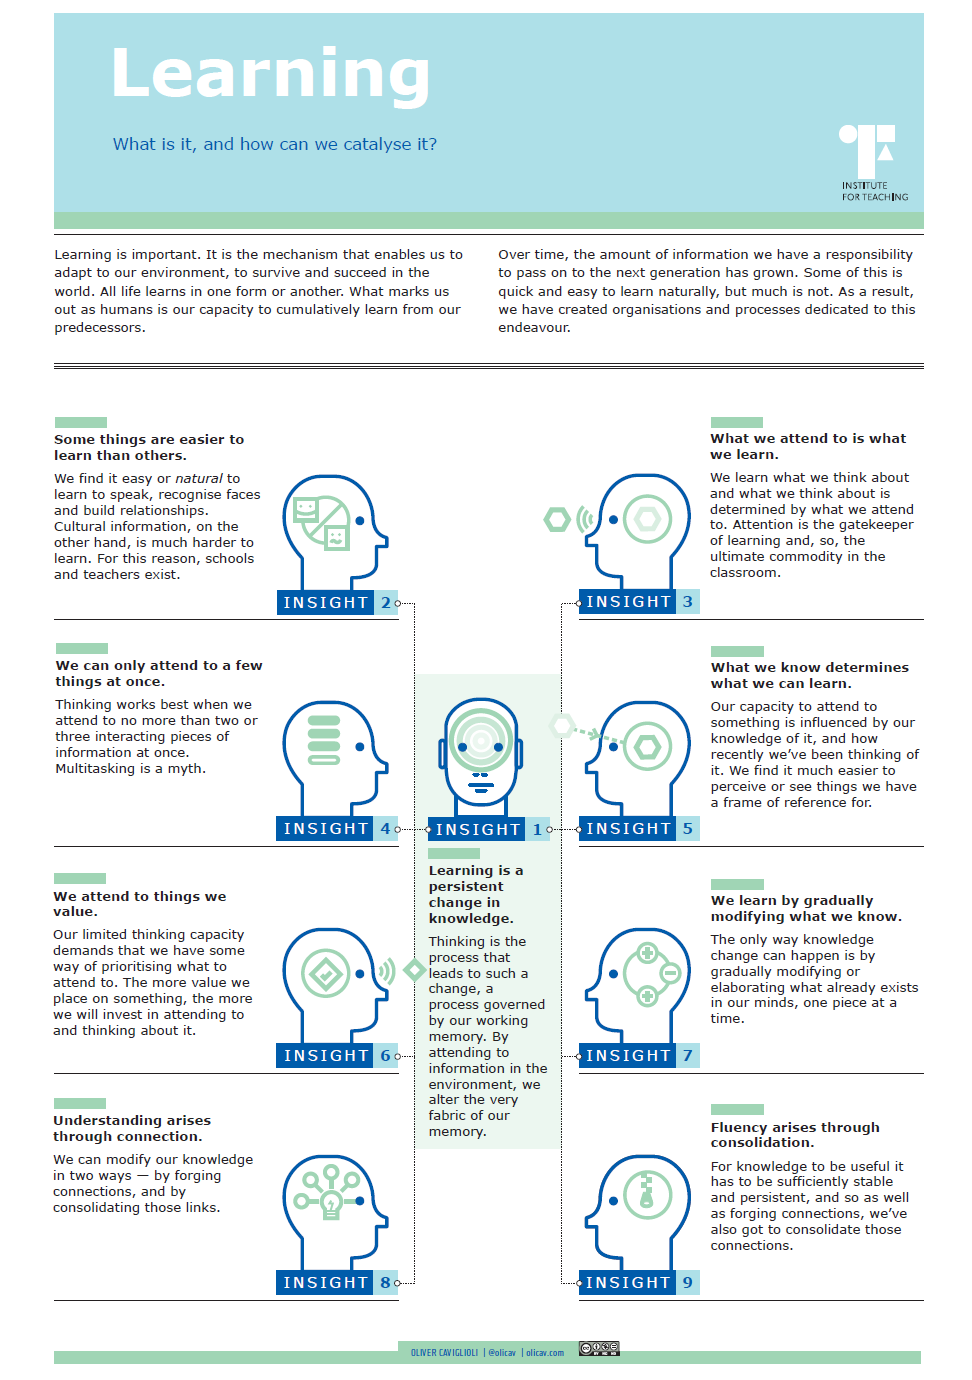 Learning
What is it, and how can we catalyse it?
INSTITUTE
FOR TEACHING
Learning is important. It is the mechanism that enables us to
adapt to our environment, to survive and succeed in the
world. All life learns in one form or another. What marks us
out as humans is our capacity to cumulatively learn from our
predecessors.
Over time, the amount of information we have a responsibility
to pass on to the next generation has grown. Some of this is
quick and easy to learn naturally, but much is not. As a result,
we have created organisations and processes dedicated to this
endeavour.
Some things are easier to
learn than others.
We find it easy or natural to
learn to speak, recognise faces
and build relationships.
Cultural information, on the
other hand, is much harder to
learn. For this reason, schools
and teachers exist.
INSIGHT 2
What we attend to is what
we learn.
We learn what we think about
and what we think about is
determined by what we attend
to. Attention is the gatekeeper
of learning and, so, the
ultimate commodity in the
classroom.
INSIGHT 3
We can only attend to a few
things at once.
Thinking works best when we
attend to no more than two or
three interacting pieces of
information at once.
Multitasking is a myth.
INSIGHT 4
INSIGHT 1
Learning is a
persistent
change in
knowledge.
Thinking is the
process that
leads to such a
change, a
process governed
by our working
memory. By
attending to
information in the
environment, we
alter the very
fabric of our
memory.
What we know determines
what we can learn.
Our capacity to attend to
something is influenced by our
knowledge of it, and how
recently we've been thinking of
it. We find it much easier to
perceive or see things we have
a frame of reference for.
INSIGHT 5
We attend to things we
value.
Our limited thinking capacity
demands that we have some
way of prioritising what to
attend to. The more value we
place on something, the more
we will invest in attending to
and thinking about it.
INSIGHT 6
We learn by gradually
modifying what we know.
The only way knowledge
change can happen is by
gradually modifying or
elaborating what already exists
in our minds, one piece at a
time.
INSIGHT 7
Understanding arises
through connection.
We can modify our knowledge
in two ways — by forging
connections, and by
consolidating those links.
INSIGHT 8
Fluency arises through
consolidation.
For knowledge to be useful it
has to be sufficiently stable
and persistent, and so as well
as forging connections, we've
also got to consolidate those
connections.
INSIGHT 9
OLIVER CAVIGLIOLI | @olicav | olicav.com